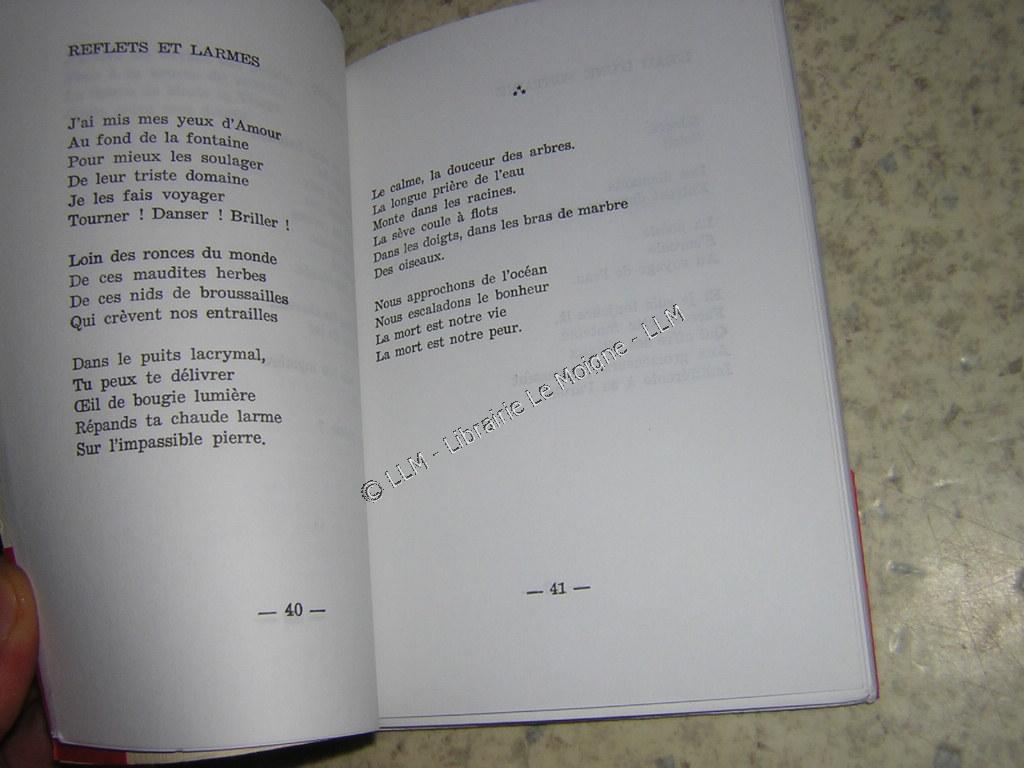 REFLETS ET LARMES
J'ai mis mes yeux d'Amour
Au fond de la fontaine
Pour mieux les soulager
De leur triste domaine
Je les fais voyager
Tourner ! Danser ! Briller !
Loin des ronces du monde
De ces maudites herbes
De ces nids de broussailles
Qui crèvent nos entrailles
Dans le puits lacrymal,
Tu peux te délivrer
Œil de bougie lumière
Répands ta chaude larme
Sur l'impassible pierre.
— 40 —
Le calme, la douceur des arbres.
La longue prière de l'eau
Monte dans les racines.
La sève coule à flots
Dans les doigts, dans les bras de marbre
Des oiseaux.
Nous approchons de l'océan
Nous escaladons le bonheur
La mort est notre vie
La mort est notre peur.
— 41 —
© LLM - Librairie Le Moigne - LLM